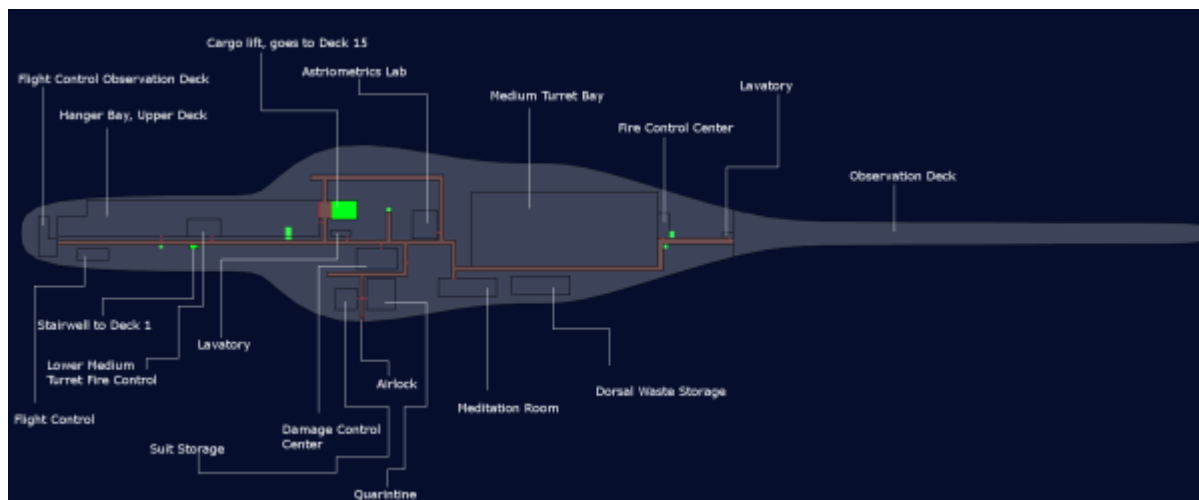 Cargo lift, goes to Deck 15
Flight Control Observation Deck
Astriometrics Lab
Lavatory
Medium Turret Bay
Hanger Bay, Upper Deck
Fire Control Center
Observation Deck
Stairwell to Deck 1
Lavatory
Lower Medium
Turret Fire Control
Airlock
Dorsal Waste Storage
Meditation Room
Flight Control
Damage Control
Center
Suit Storage
Quarintine